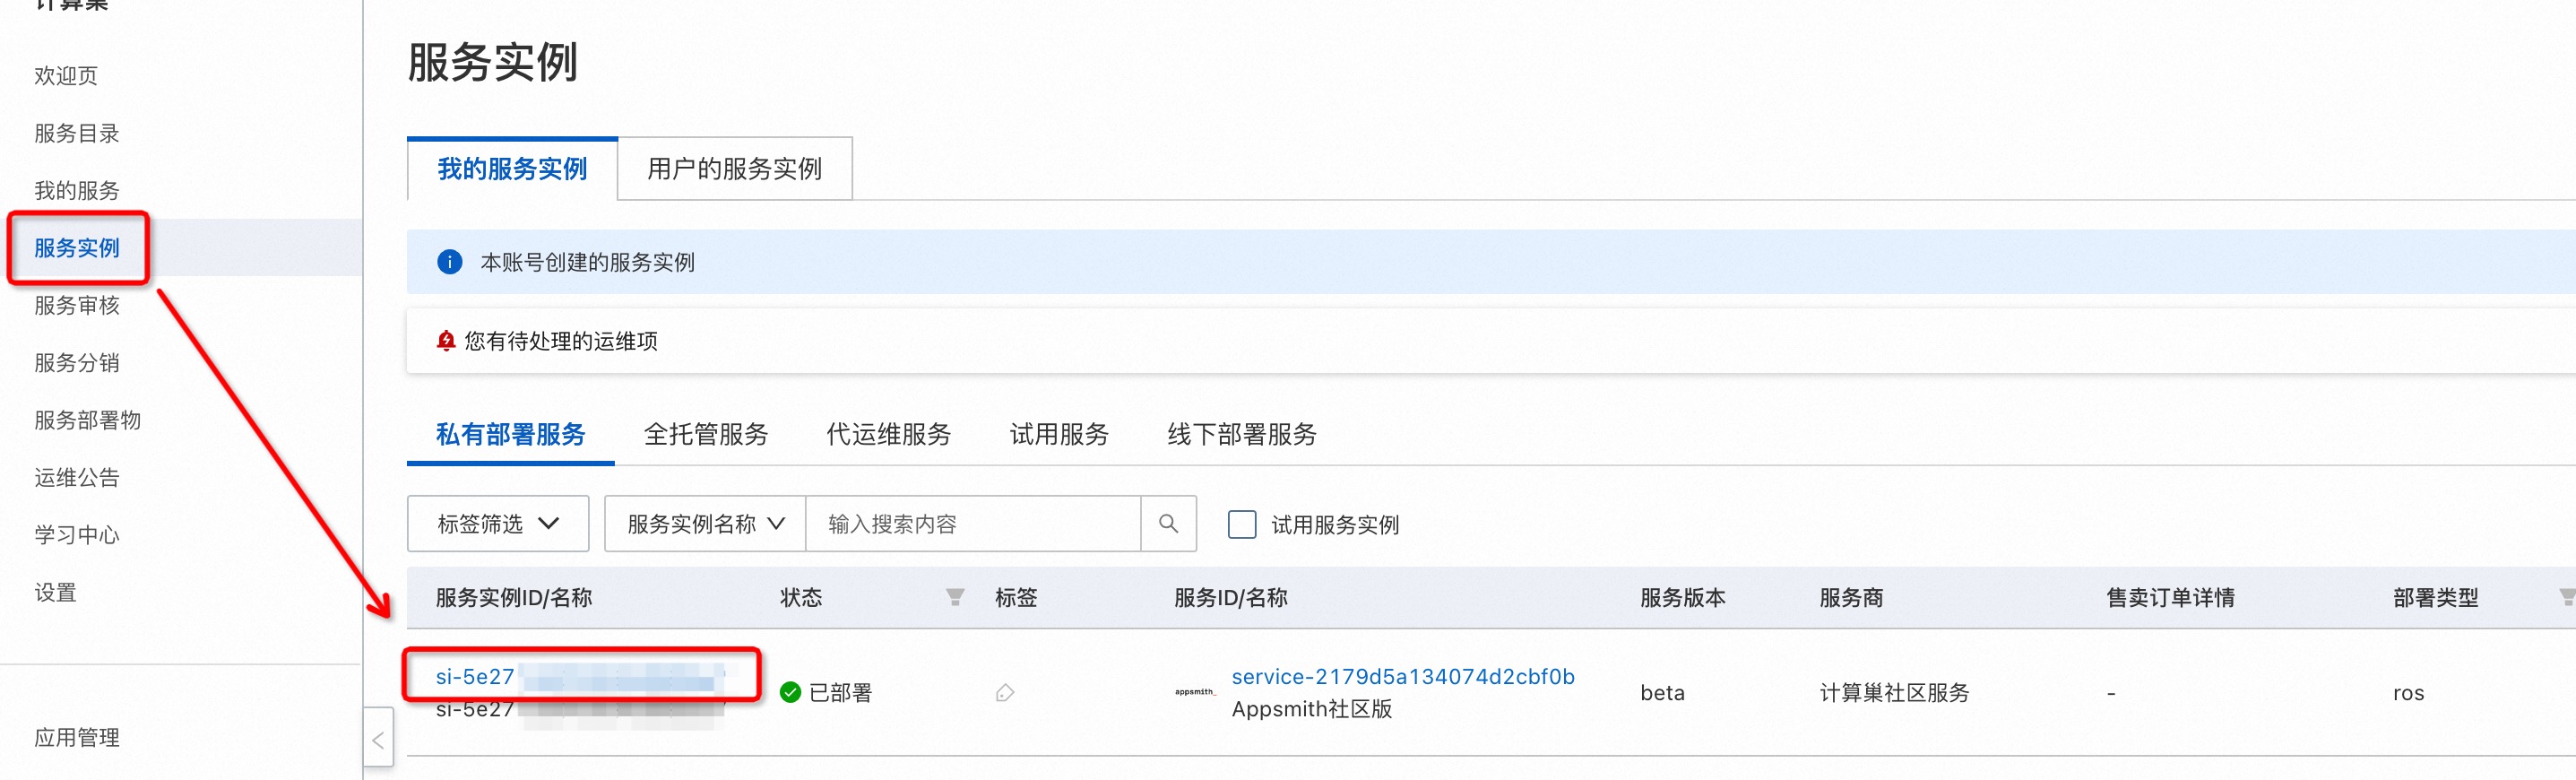 计算巢
欢迎页
服务目录
我的服务
服务实例
服务审核
服务分销
服务部署物
运维公告
学习中心
设置
应用管理
服务实例
我的服务实例 用户的服务实例
本账号创建的服务实例
您有待处理的运维项
私有部署服务 全托管服务 代运维服务 试用服务 线下部署服务
标签筛选 服务实例名称 输入搜索内容 试用服务实例
服务实例ID/名称 状态 标签 服务ID/名称 服务版本 服务商 售卖订单详情 部署类型
si-5e27 service-2179d5a134074d2cbf0b
已部署 appsmith_ beta 计算巢社区服务 - ros
si-5e27 Appsmith社区版